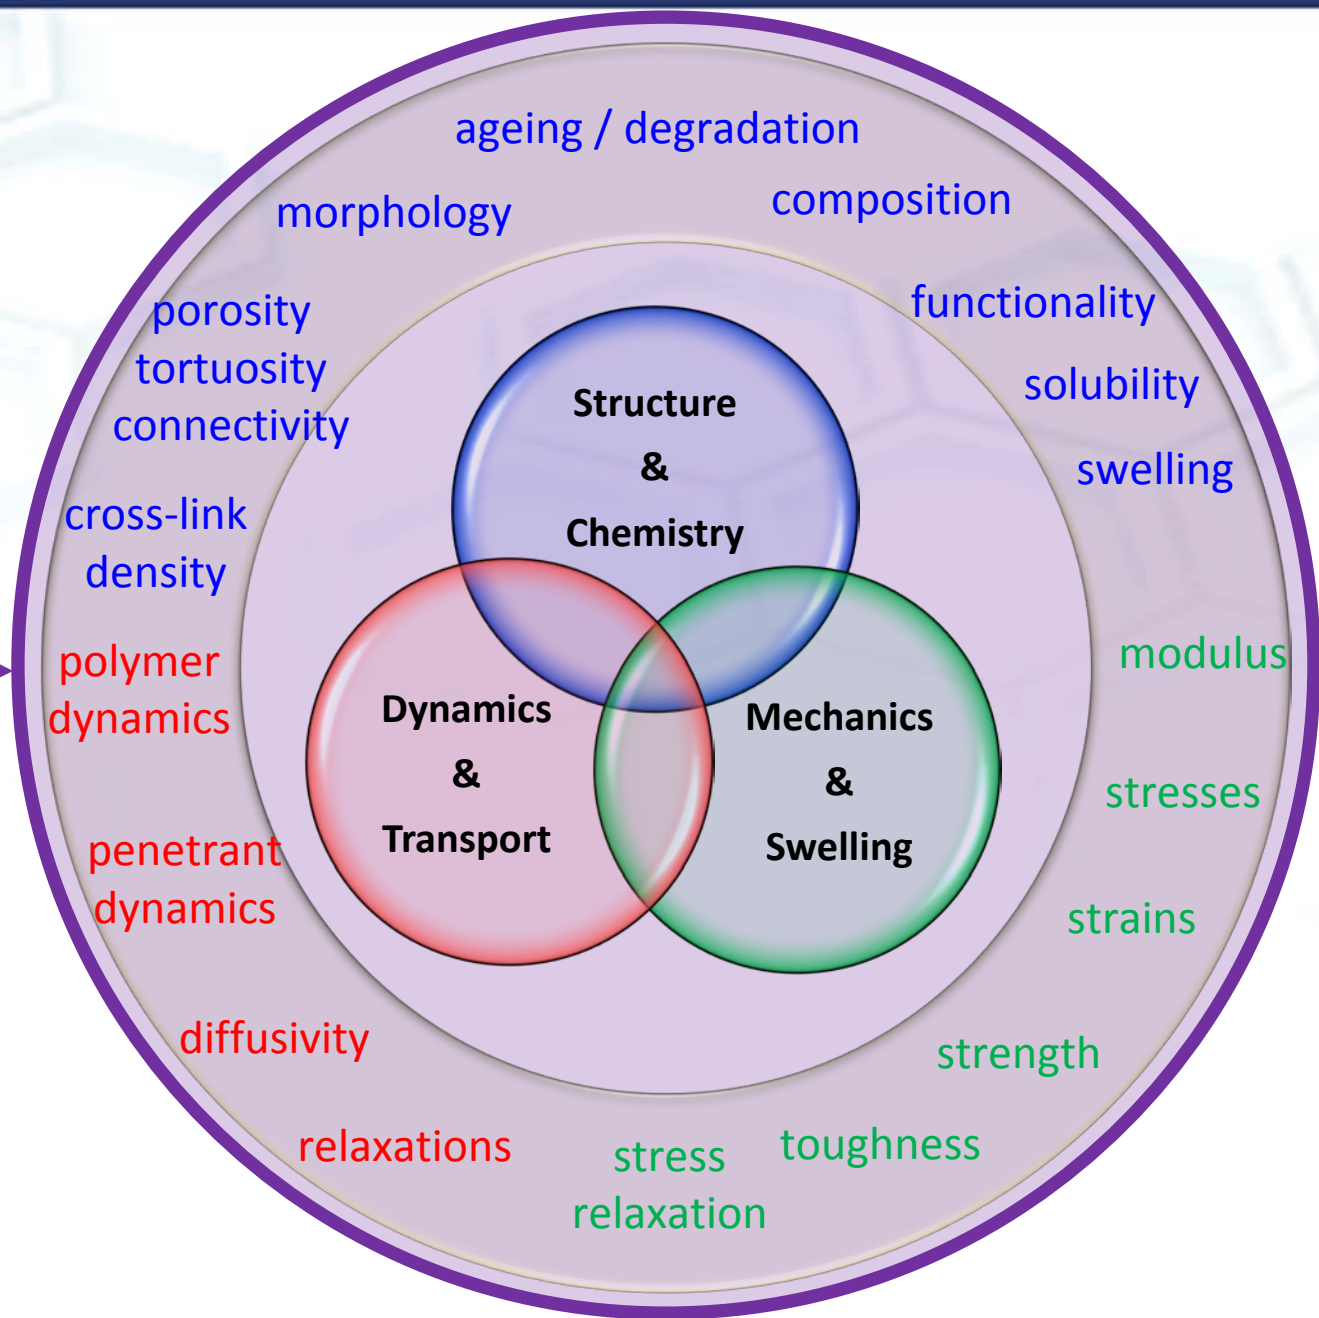 ageing / degradation
morphology
composition
porosity
tortuosity
connectivity
functionality
solubility
swelling
cross-link
density
Structure
&
Chemistry
polymer
dynamics
modulus
Dynamics
&
Transport
Mechanics
&
Swelling
stresses
penetrant
dynamics
strains
diffusivity
strength
relaxations
stress
relaxation
toughness